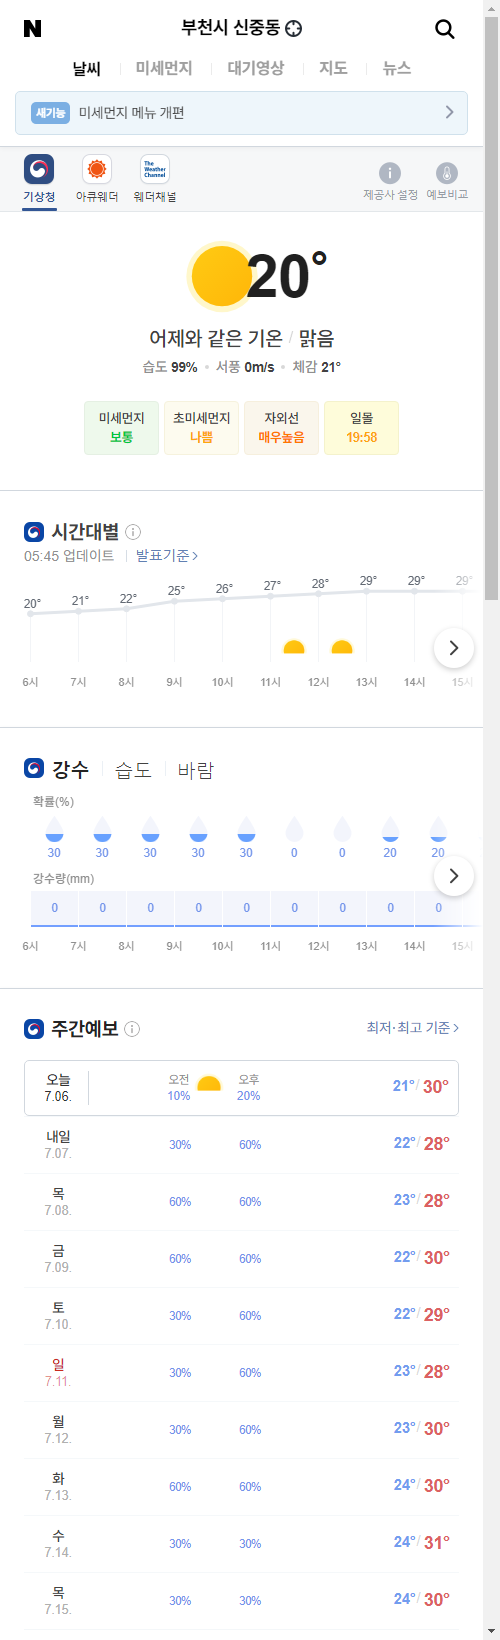 N 부천시 신중동
날씨 미세먼지 대기영상 지도 뉴스
새기능 미세먼지 메뉴 개편
The Weather Channel
기상청 아큐웨더 웨더채널 제공사 설정 예보비교
20°
어제와 같은 기온 / 맑음
습도 99% 서풍 0m/s 체감 21°
미세먼지 초미세먼지 자외선 일몰
보통 나쁨 매우높음 19:58
시간대별
05:45 업데이트 발표기준
20° 21° 22° 25° 26° 27° 28° 29° 29° 29°
6시 7시 8시 9시 10시 11시 12시 13시 14시 15시
강수 습도 바람
확률(%)
30 30 30 30 30 0 0 20 20
강수량(mm)
0 0 0 0 0 0 0 0 0
6시 7시 8시 9시 10시 11시 12시 13시 14시 15시
주간예보 최저·최고 기준
오늘 7.06. 오전 10% 오후 20% 21°/ 30°
내일 7.07. 30% 60% 22°/ 28°
목 7.08. 60% 60% 23°/ 28°
금 7.09. 60% 60% 22°/ 30°
토 7.10. 30% 60% 22°/ 29°
일 7.11. 30% 60% 23°/ 28°
월 7.12. 30% 60% 23°/ 30°
화 7.13. 60% 60% 24°/ 30°
수 7.14. 30% 30% 24°/ 31°
목 7.15. 30% 30% 24°/ 30°